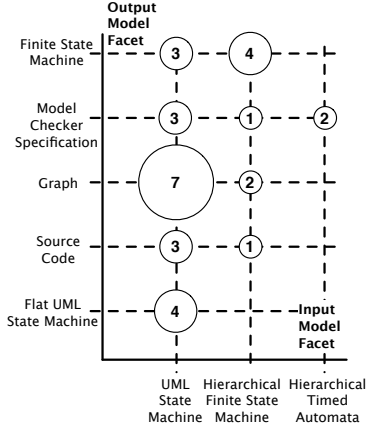 Output
Model
Facet
Finite State
Machine
3
4
Model
Checker
Specification
3
1
2
Graph
7
2
Source
Code
3
1
Flat UML
State Machine
4
Input
Model
Facet
UML
State
Machine
Hierarchical
Finite State
Machine
Hierarchical
Timed
Automata